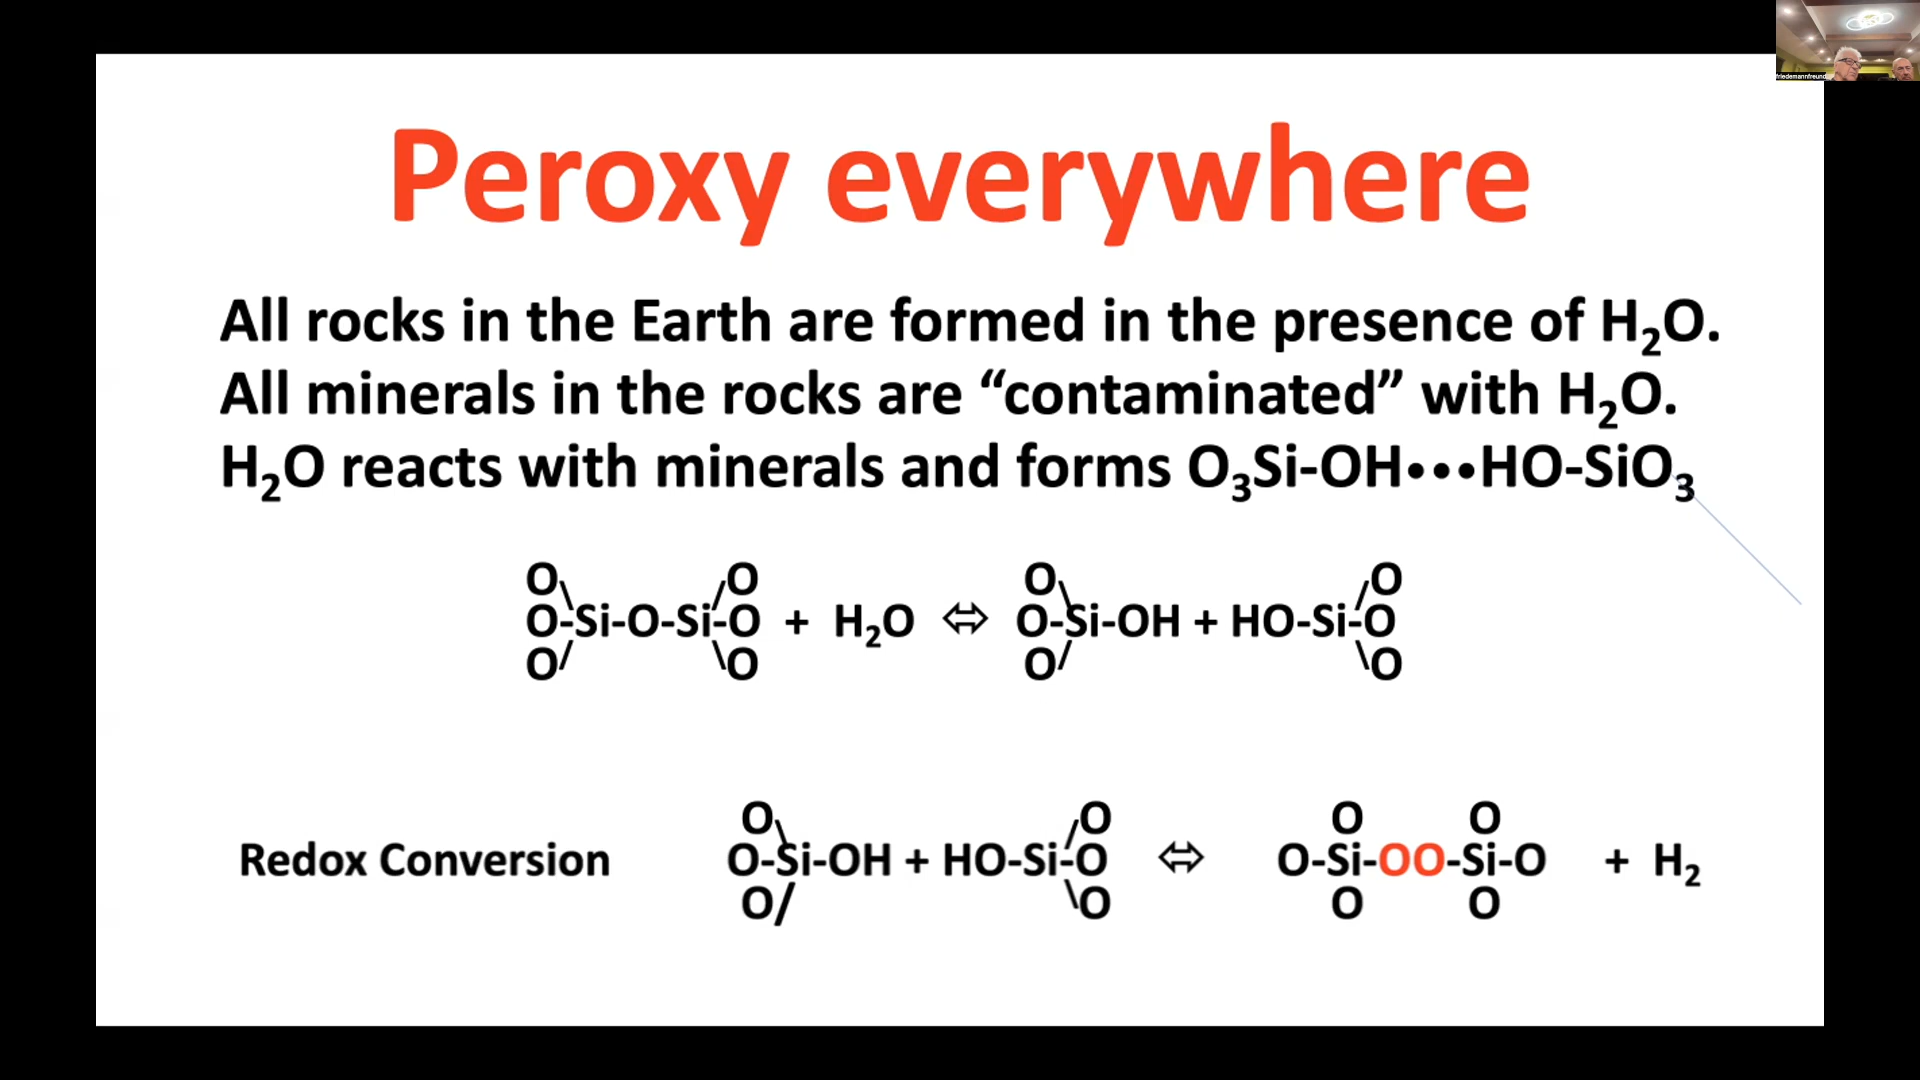 friedemannfreund
Peroxy everywhere
All rocks in the Earth are formed in the presence of H₂O.
All minerals in the rocks are “contaminated” with H₂O.
H₂O reacts with minerals and forms O₃Si-OH•••HO-SiO₃
O\ /O
O-Si-O-Si-O + H₂O ⇔ O-Si-OH + HO-Si-O
O/ \O
O\ /O
O/ \O
O\ /O O O
Redox Conversion O-Si-OH + HO-Si-O ⇔ O-Si-OO-Si-O + H₂
O/ \O O O